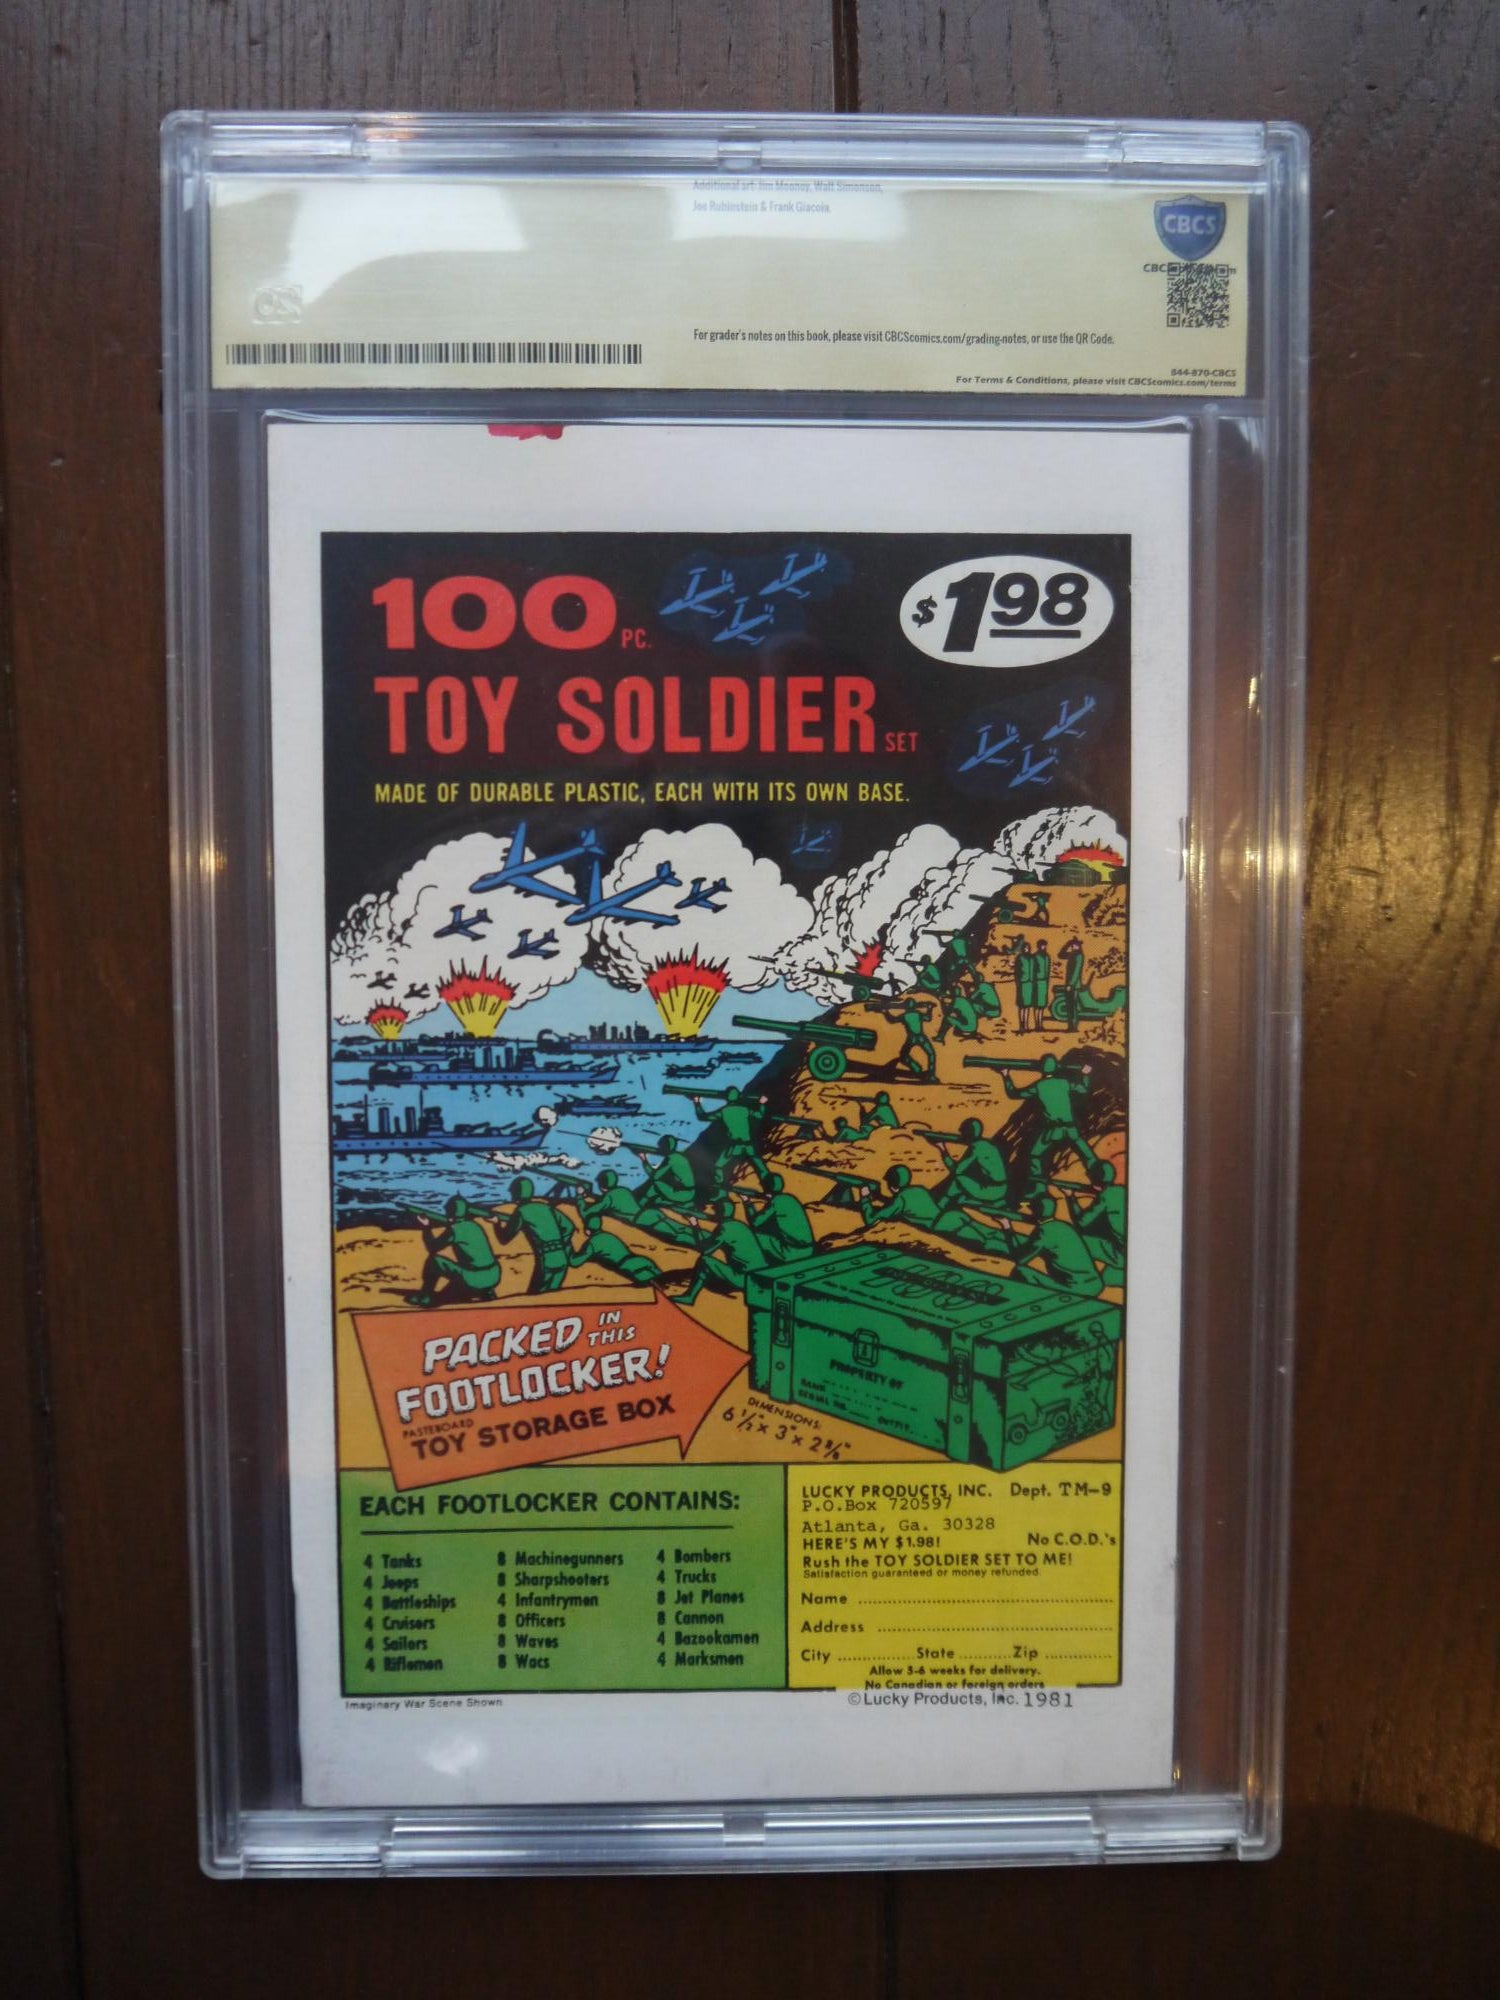 Additional art: Jim Mooney, Walt Simonson,
Joe Rubinstein & Frank Giacoia.
CBCS
For grader's notes on this book, please visit CBCScomics.com/grading-notes, or use the QR Code.
844-870-CBCS
For Terms & Conditions, please visit CBCScomics.com/terms
100 PC.
$1.98
TOY SOLDIER SET
MADE OF DURABLE PLASTIC, EACH WITH ITS OWN BASE.
PACKED IN THIS
FOOTLOCKER!
PASTEBOARD
TOY STORAGE BOX
PROPERTY OF
NAME
SERIAL NO.
DIMENSIONS:
6 1/2" x 3" x 2 5/8"
EACH FOOTLOCKER CONTAINS:
4 Tanks
4 Jeeps
4 Battleships
4 Cruisers
4 Sailors
4 Riflemen
8 Machinegunners
8 Sharpshooters
4 Infantrymen
8 Officers
8 Waves
8 Wacs
4 Bombers
4 Trucks
8 Jet Planes
8 Cannon
4 Bazookamen
4 Marksmen
LUCKY PRODUCTS, INC. Dept. TM-9
P.O.Box 720597
Atlanta, Ga. 30328
HERE'S MY $1.98! No C.O.D.'s
Rush the TOY SOLDIER SET TO ME!
Satisfaction guaranteed or money refunded
Name
Address
City State Zip
Allow 3-6 weeks for delivery.
No Canadian or foreign orders
Imaginary War Scene Shown
©Lucky Products, Inc. 1981